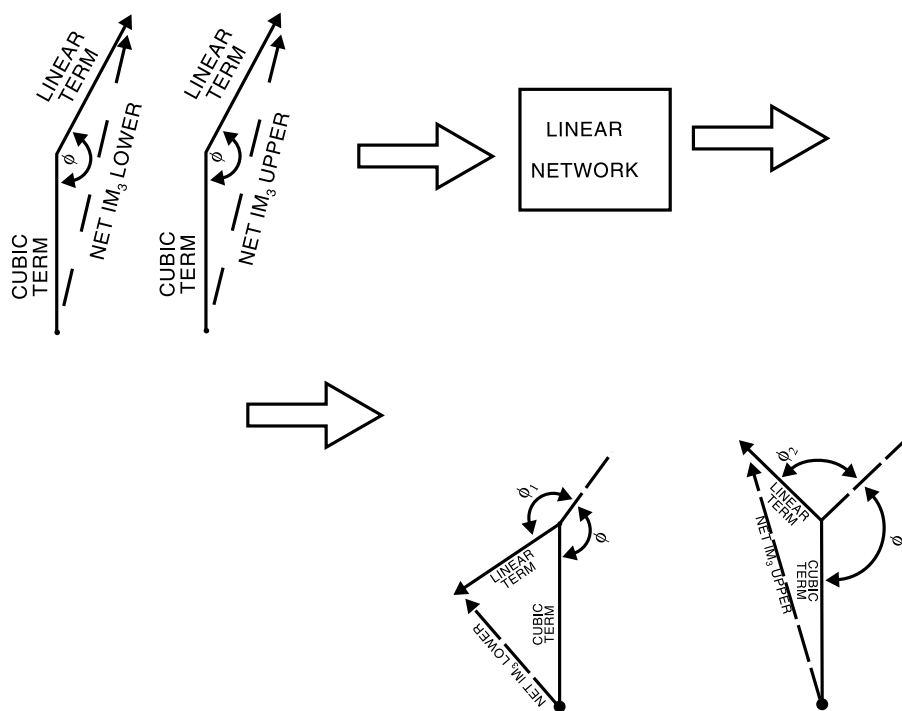 LINEAR
TERM
φ
NET IM₃ LOWER
CUBIC
TERM
LINEAR
TERM
φ
NET IM₃ UPPER
CUBIC
TERM
LINEAR
NETWORK
φ₁
φ
LINEAR
TERM
CUBIC
TERM
NET IM₃ LOWER
φ₂
φ
LINEAR
TERM
CUBIC
TERM
NET IM₃ UPPER